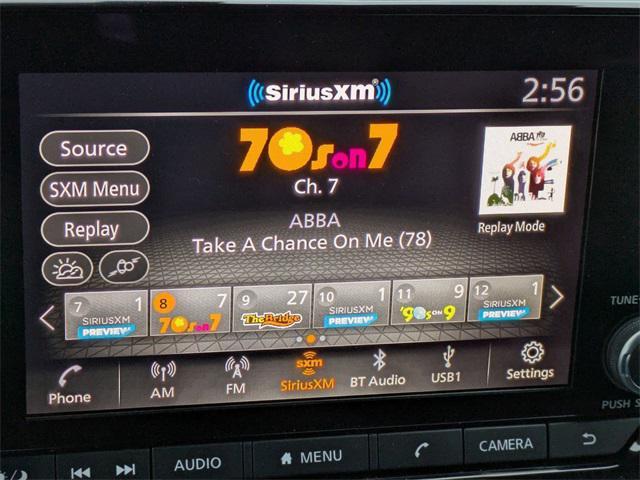 SiriusXM
2:56
Source
70s on 7
ABBA
SXM Menu
Ch. 7
Replay
ABBA
Replay Mode
Take A Chance On Me (78)
7 1
SIRIUSXM
PREVIEW
8 7
70s on 7
9 27
The Bridge
10 1
SIRIUSXM
PREVIEW
11 9
'90s ON 9
12 1
SIRIUSXM
PREVIEW
Phone
AM
FM
sxm
SiriusXM
BT Audio
USB1
Settings
TUNE
PUSH S
AUDIO
MENU
CAMERA